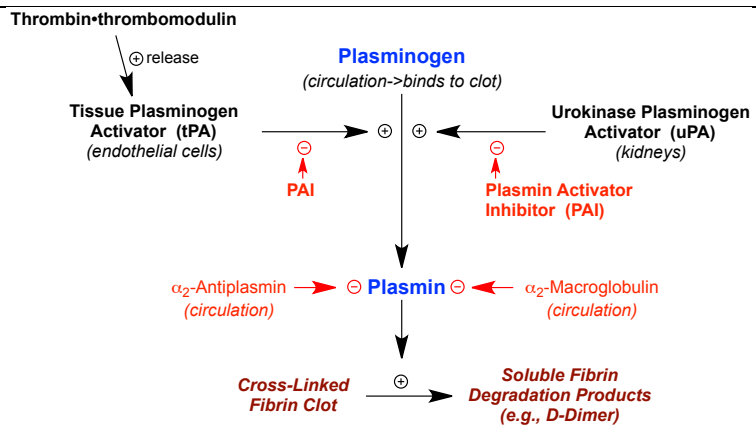 Thrombin•thrombomodulin
⊕ release
Plasminogen
(circulation->binds to clot)
Tissue Plasminogen
Activator (tPA)
(endothelial cells)
⊕ ⊕
Urokinase Plasminogen
Activator (uPA)
(kidneys)
⊖
PAI
⊖
Plasmin Activator
Inhibitor (PAI)
α2-Antiplasmin
(circulation)
⊖ Plasmin ⊖
α2-Macroglobulin
(circulation)
Cross-Linked
Fibrin Clot
⊕
Soluble Fibrin
Degradation Products
(e.g., D-Dimer)